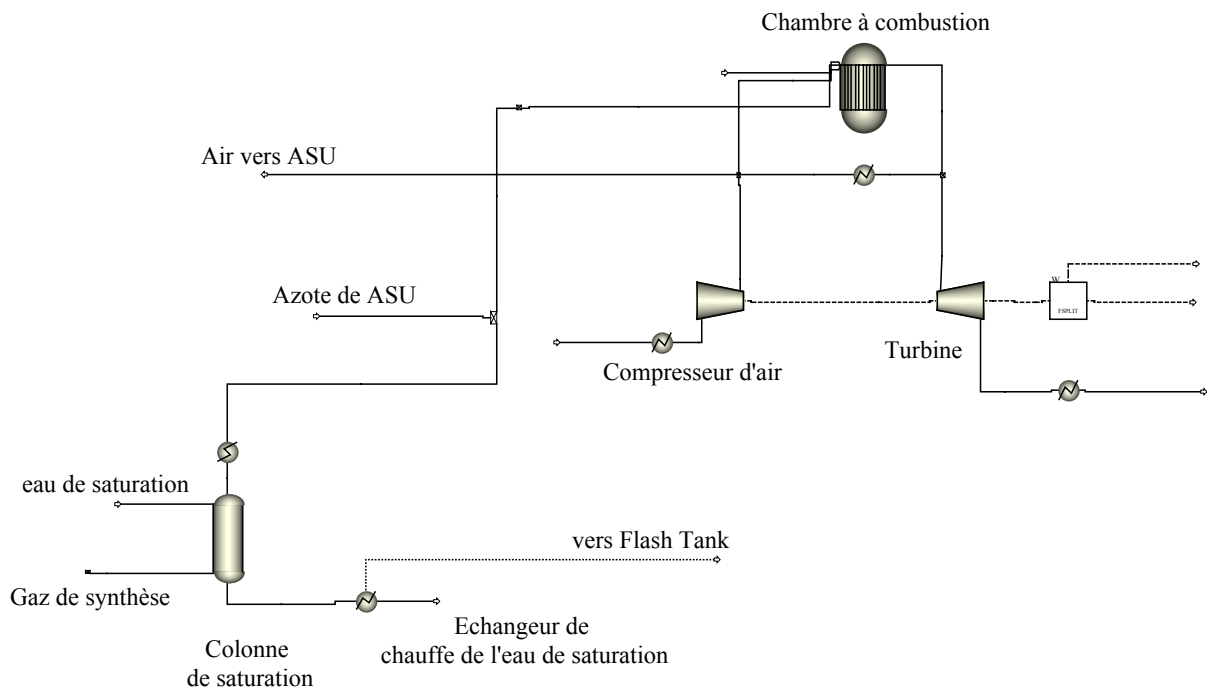 Chambre à combustion
Air vers ASU
Azote de ASU
W
FSPLIT
Turbine
Compresseur d'air
eau de saturation
vers Flash Tank
Gaz de synthèse
Echangeur de
chauffe de l'eau de saturation
Colonne
de saturation